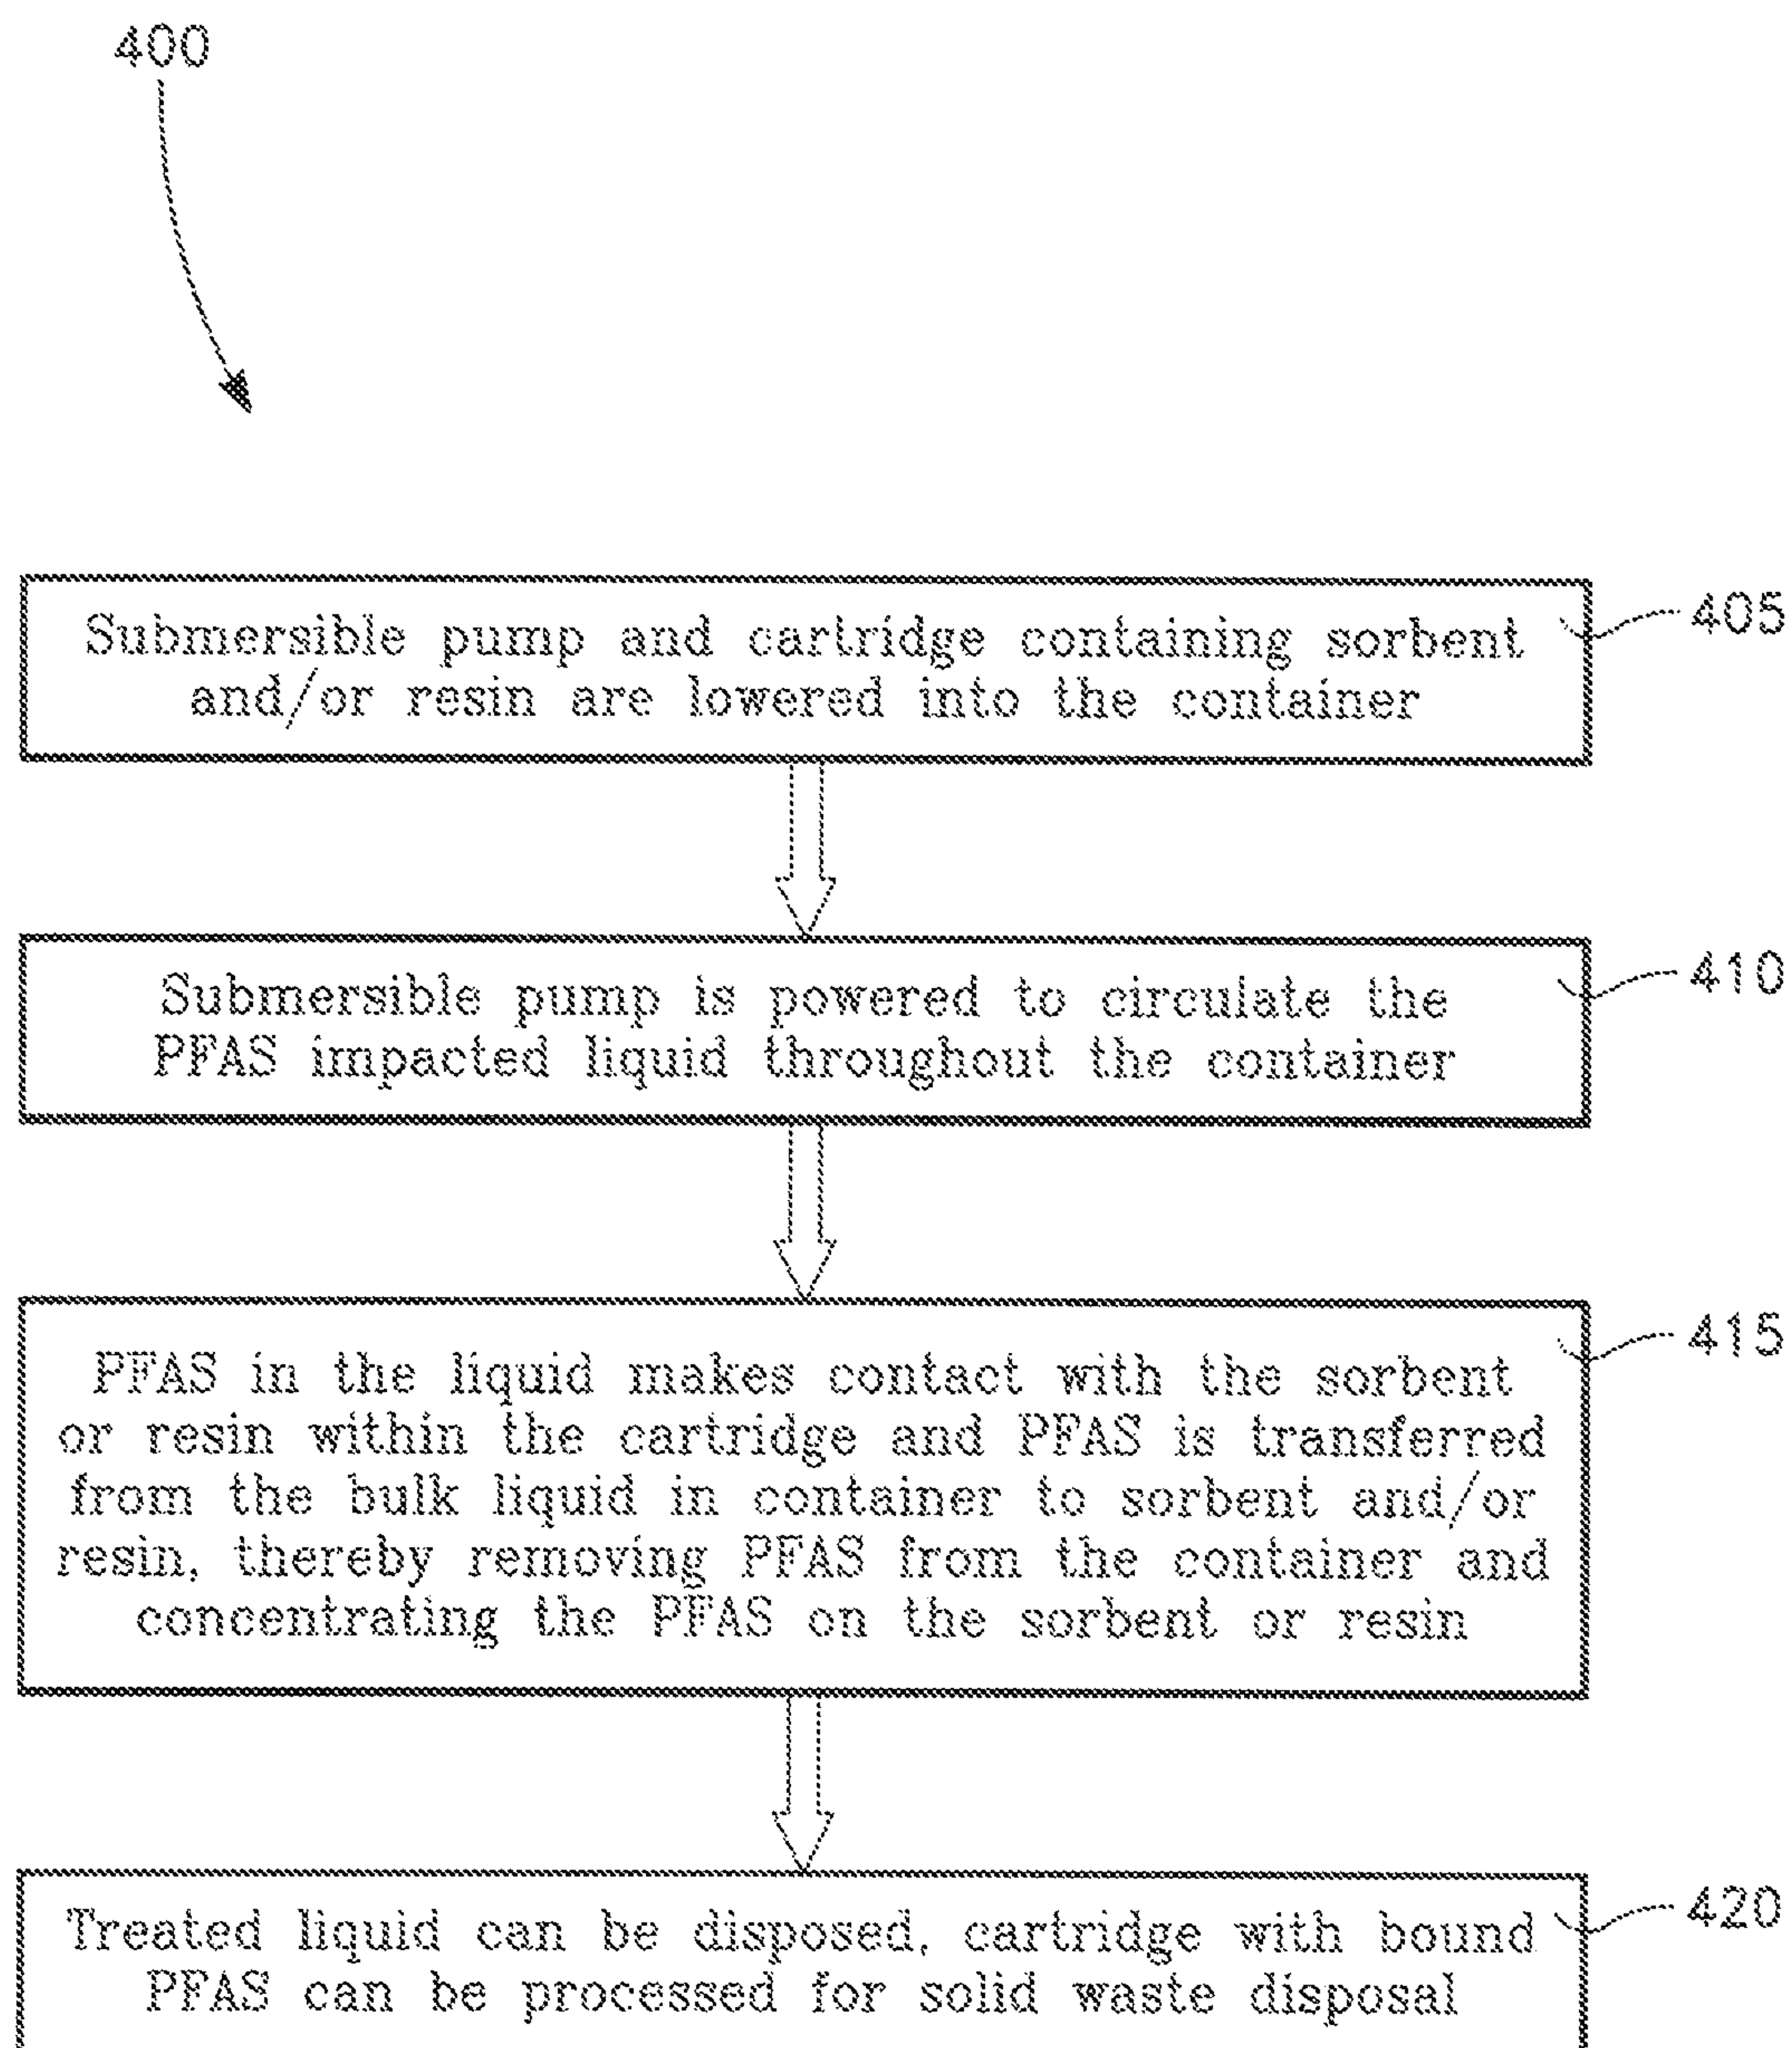 400
Submersible pump and cartridge containing sorbent
and/or resin are lowered into the container
405
Submersible pump is powered to circulate the
PFAS impacted liquid throughout the container
410
PFAS in the liquid makes contact with the sorbent
or resin within the cartridge and PFAS is transferred
from the bulk liquid in container to sorbent and/or
resin, thereby removing PFAS from the container and
concentrating the PFAS on the sorbent or resin
415
Treated liquid can be disposed, cartridge with bound
PFAS can be processed for solid waste disposal
420